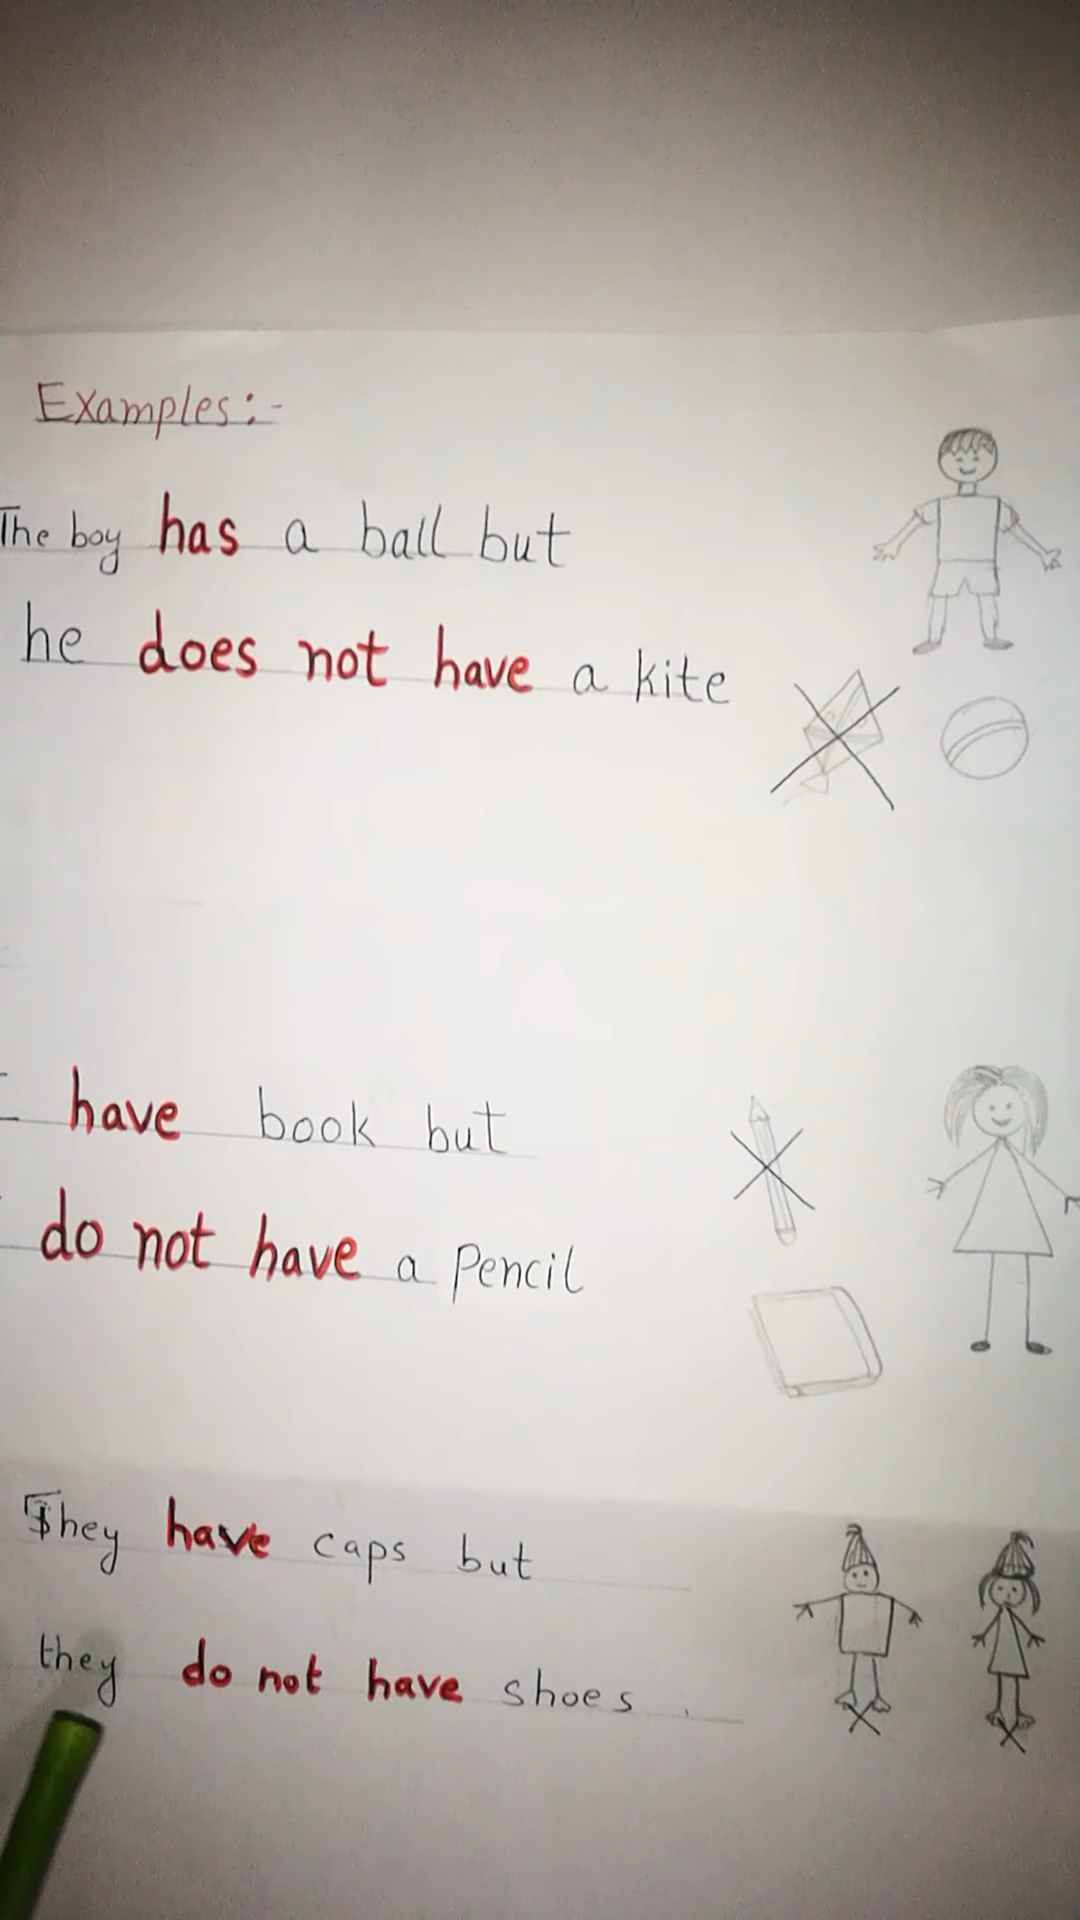 Examples:-
The boy has a ball but
he does not have a kite
have book but
do not have a pencil
They have caps but
they do not have shoes .